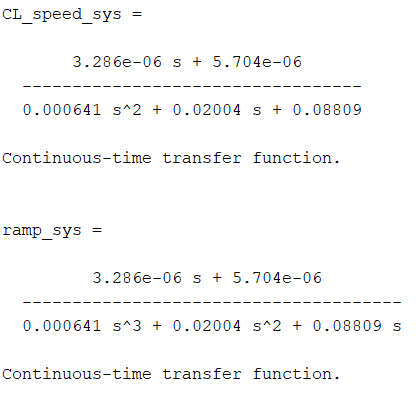 CL_speed_sys =
3.286e-06 s + 5.704e-06
----------------------------------
0.000641 s^2 + 0.02004 s + 0.08809
Continuous-time transfer function.
ramp_sys =
3.286e-06 s + 5.704e-06
--------------------------------------
0.000641 s^3 + 0.02004 s^2 + 0.08809 s
Continuous-time transfer function.